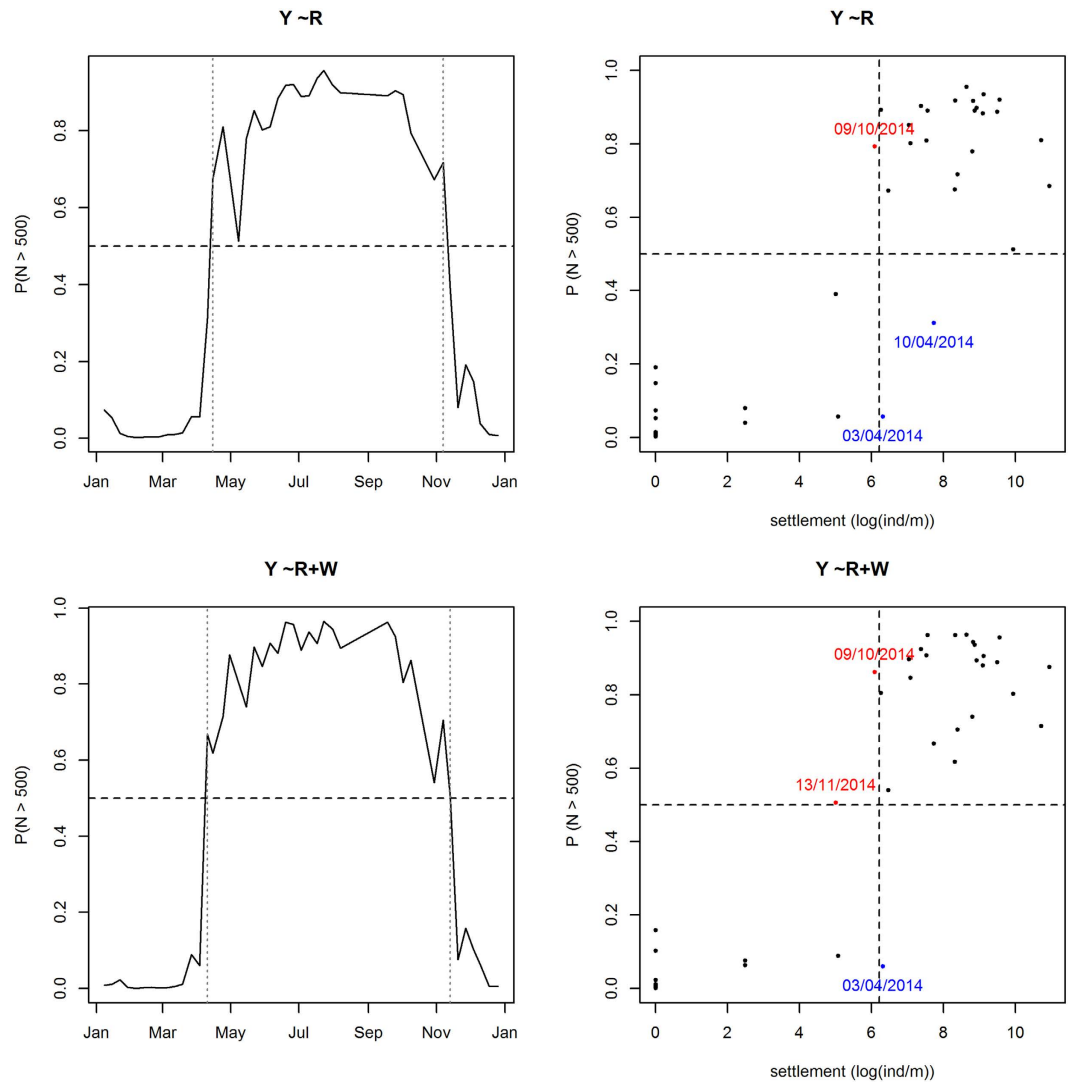 Y ~R
P(N > 500)
0.8
0.6
0.4
0.2
0.0
Jan Mar May Jul Sep Nov Jan
Y ~R
P (N > 500)
1.0
0.8
0.6
0.4
0.2
0.0
09/10/2014
10/04/2014
03/04/2014
0 2 4 6 8 10
settlement (log(ind/m))
Y ~R+W
P(N > 500)
1.0
0.8
0.6
0.4
0.2
0.0
Jan Mar May Jul Sep Nov Jan
Y ~R+W
P (N > 500)
1.0
0.8
0.6
0.4
0.2
0.0
09/10/2014
13/11/2014
03/04/2014
0 2 4 6 8 10
settlement (log(ind/m))